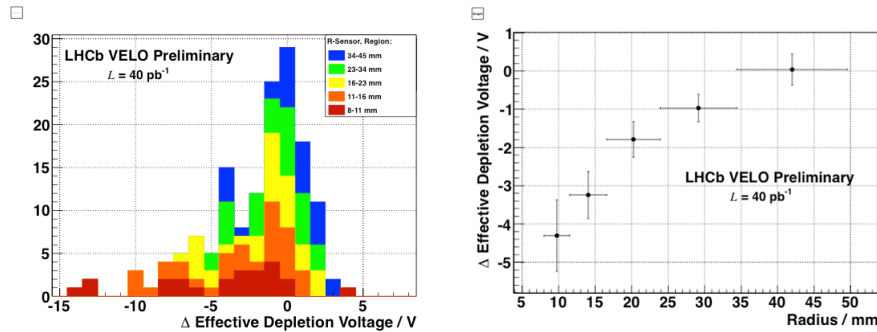 LHCb VELO Preliminary
L = 40 pb-1
R-Sensor, Region:
34-45 mm
23-34 mm
16-23 mm
11-16 mm
8-11 mm
30
25
20
15
10
5
0
-15 -10 -5 0 5
Δ Effective Depletion Voltage / V
Δ Effective Depletion Voltage / V
1
0
-1
-2
-3
-4
-5
LHCb VELO Preliminary
L = 40 pb-1
5 10 15 20 25 30 35 40 45 50
Radius / mm